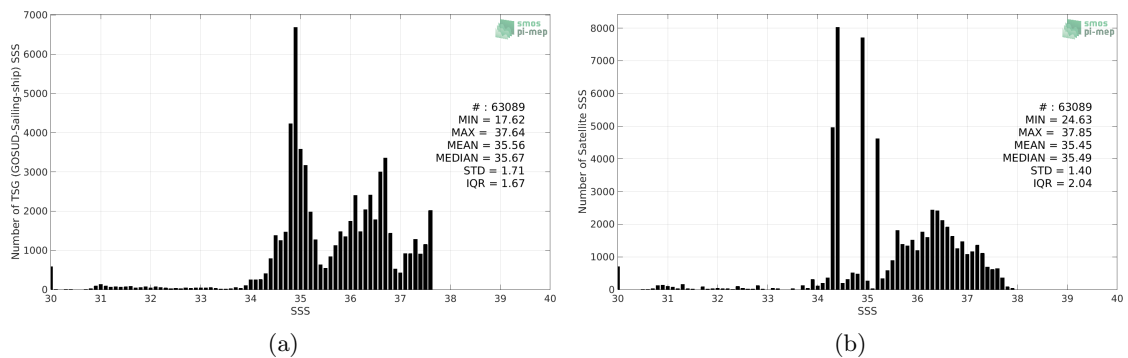 smos
pi-mep
Number of TSG (GOSUD-Sailing-ship) SSS
7000
6000
5000
4000
3000
2000
1000
0
# : 63089
MIN = 17.62
MAX = 37.64
MEAN = 35.56
MEDIAN = 35.67
STD = 1.71
IQR = 1.67
30 31 32 33 34 35 36 37 38 39 40
SSS
(a)
smos
pi-mep
Number of Satellite SSS
8000
7000
6000
5000
4000
3000
2000
1000
0
# : 63089
MIN = 24.63
MAX = 37.85
MEAN = 35.45
MEDIAN = 35.49
STD = 1.40
IQR = 2.04
30 31 32 33 34 35 36 37 38 39 40
SSS
(b)